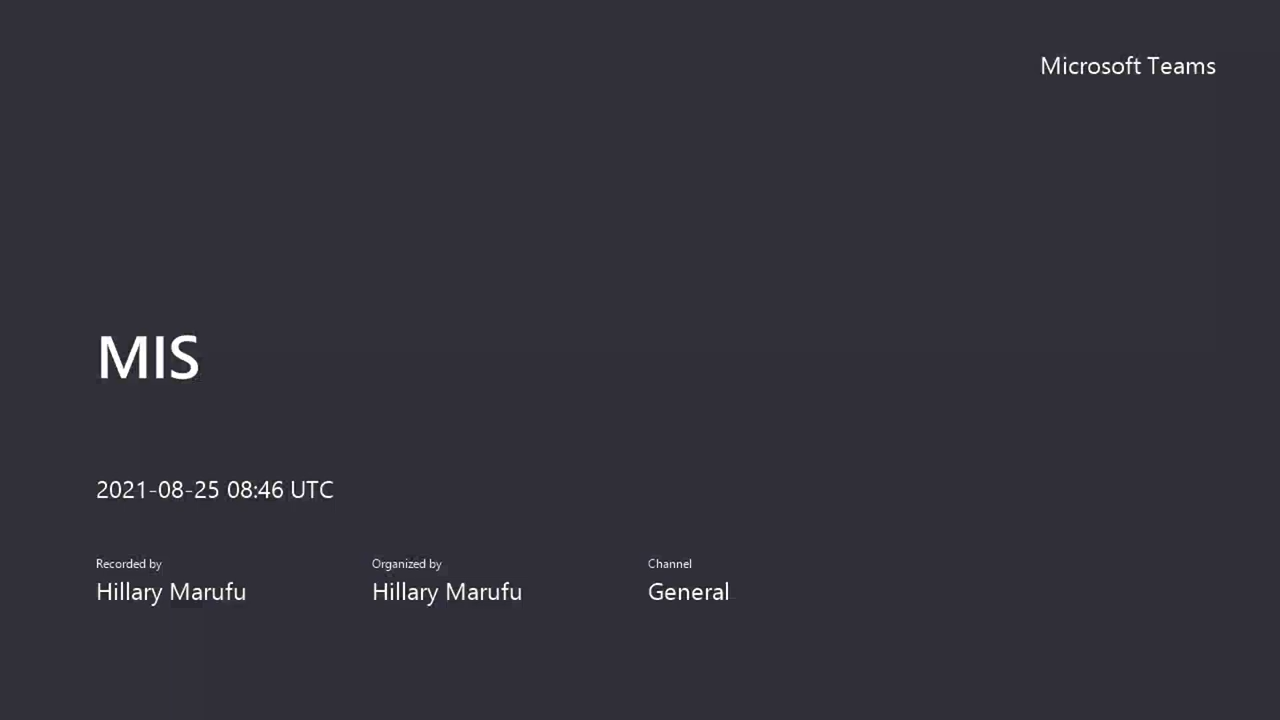 Microsoft Teams
MIS
2021-08-25 08:46 UTC
Recorded by
Hillary Marufu
Organized by
Hillary Marufu
Channel
General